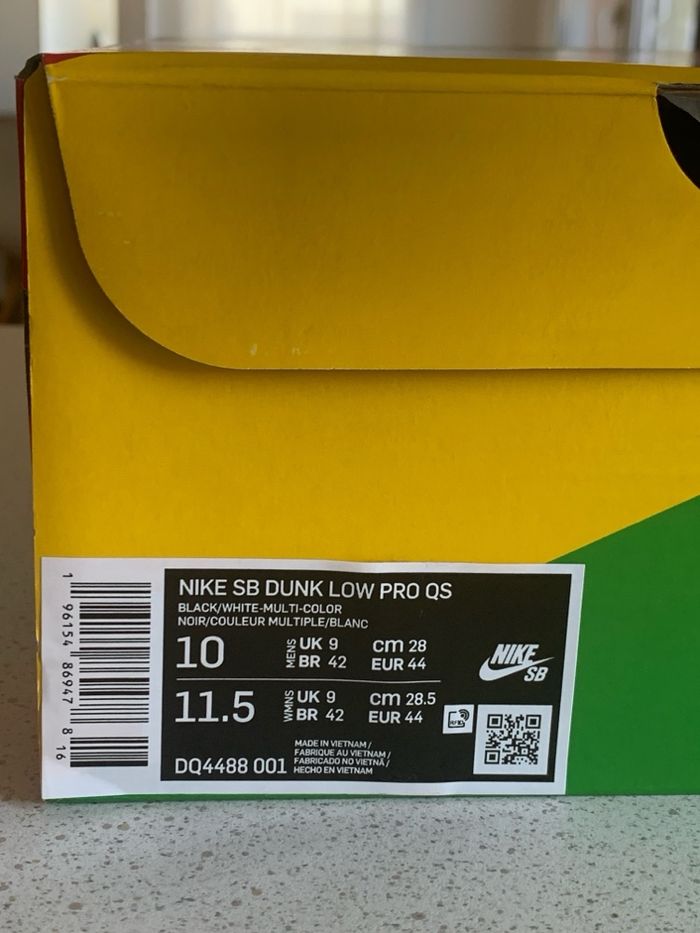 NIKE SB DUNK LOW PRO QS
BLACK/WHITE-MULTI-COLOR
NOIR/COULEUR MULTIPLE/BLANC
10 MENS UK 9 cm 28
BR 42 EUR 44
11.5 WMNS UK 9 cm 28.5
BR 42 EUR 44
DQ4488 001
MADE IN VIETNAM /
FABRIQUE AU VIETNAM /
FABRICADO NO VIETNÃ /
HECHO EN VIETNAM
NIKE
SB
1 96154 86947 8 16